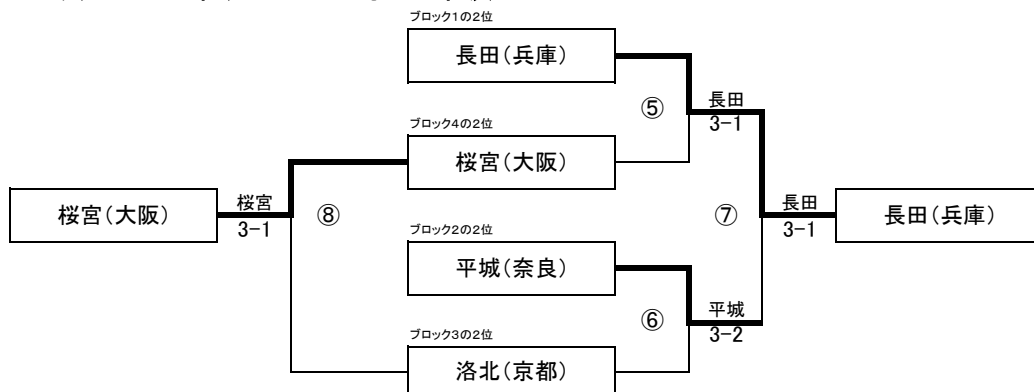 ブロック1の2位
長田(兵庫)
⑤
長田
3-1
ブロック4の2位
桜宮(大阪)
桜宮(大阪)
桜宮
3-1
⑧
⑦
長田
3-1
長田(兵庫)
ブロック2の2位
平城(奈良)
⑥
平城
3-2
ブロック3の2位
洛北(京都)